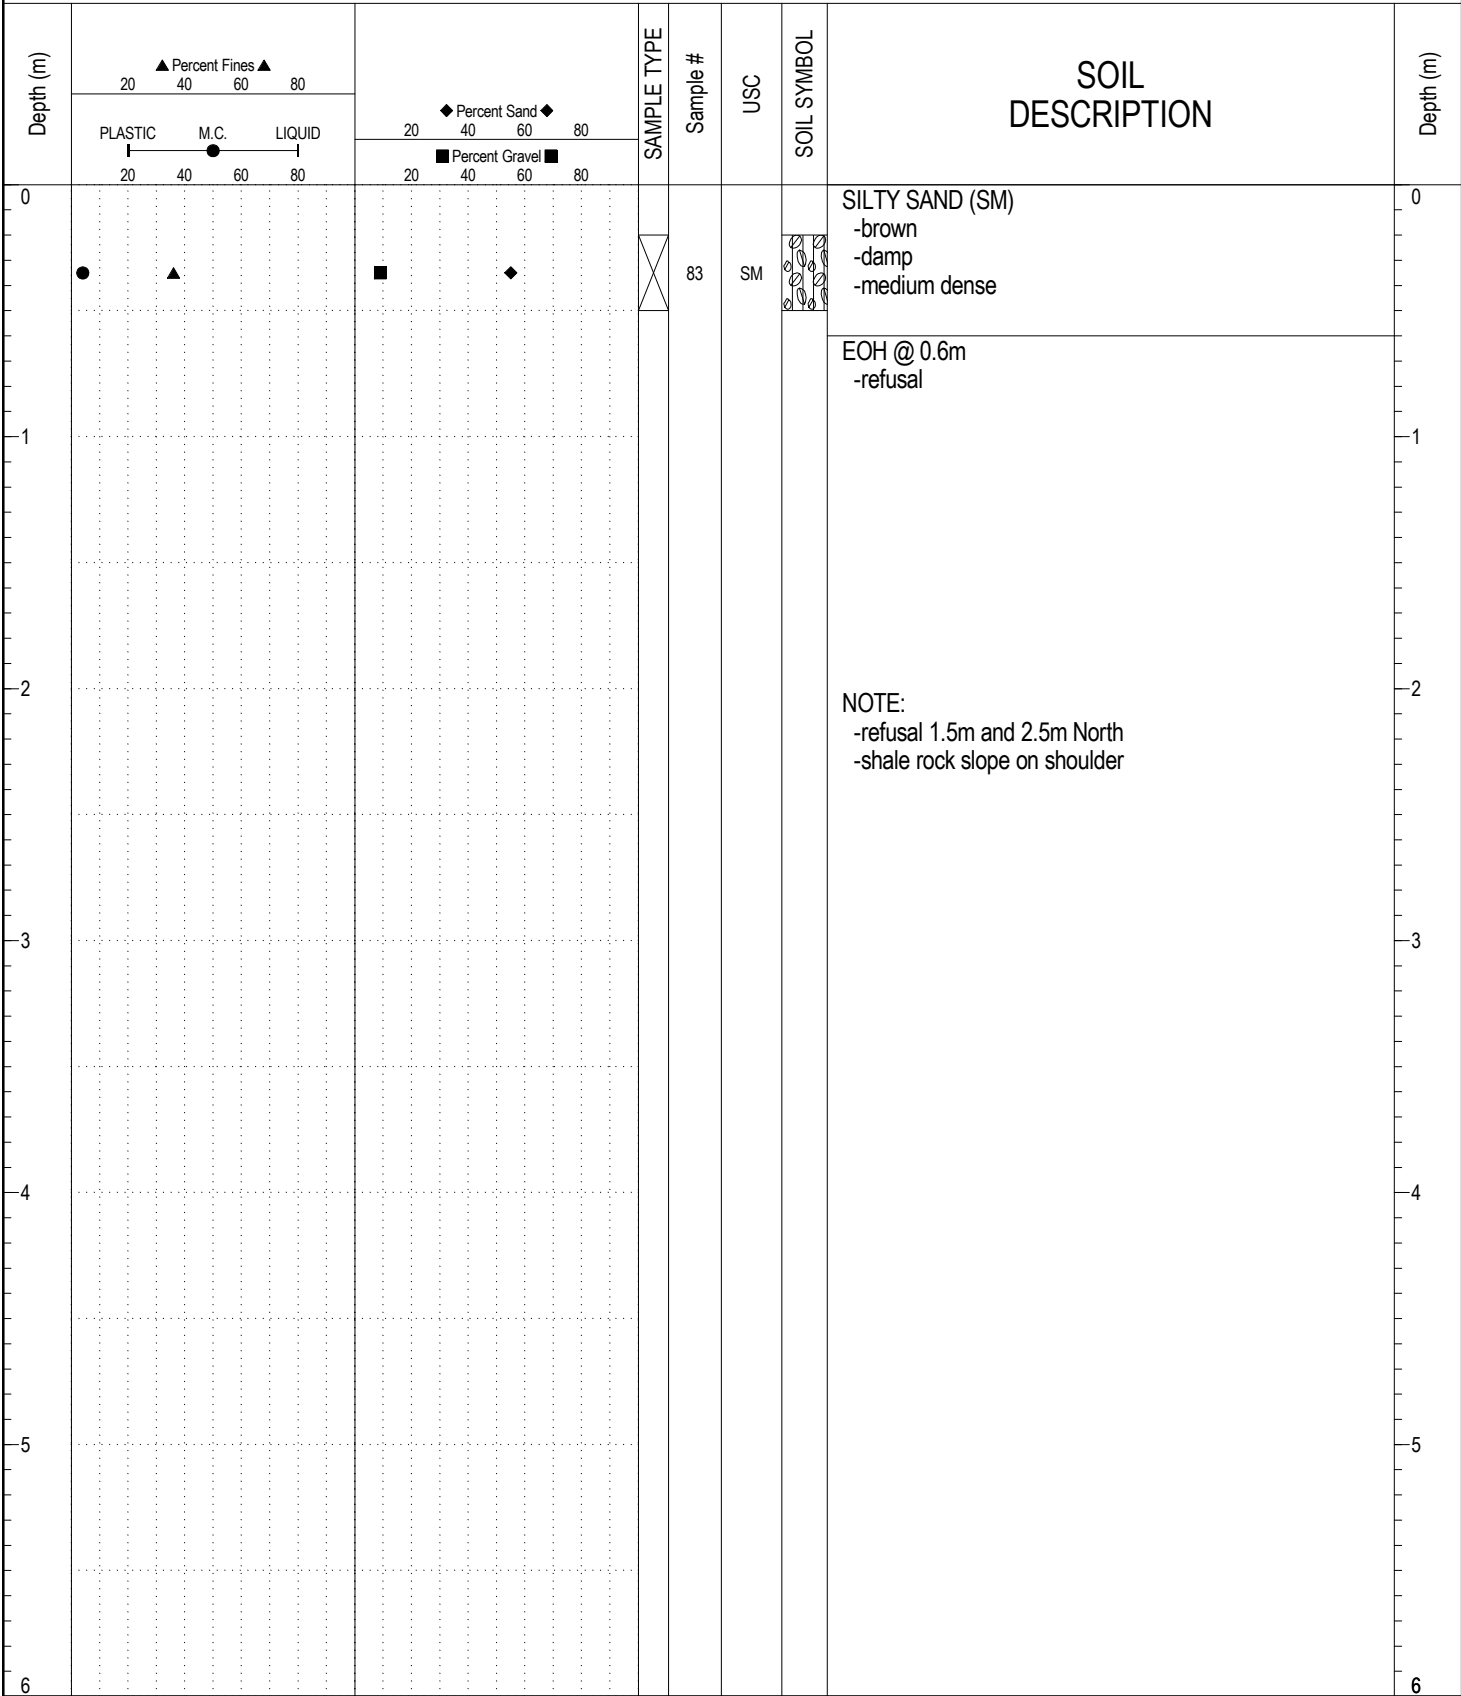 Depth (m)
▲ Percent Fines ▲
20 40 60 80
PLASTIC M.C. LIQUID
20 40 60 80
◆ Percent Sand ◆
20 40 60 80
■ Percent Gravel ■
20 40 60 80
SAMPLE TYPE
Sample #
USC
SOIL SYMBOL
SOIL
DESCRIPTION
Depth (m)
0
SILTY SAND (SM)
0
-brown
-damp
83 SM
-medium dense
EOH @ 0.6m
-refusal
1 1
2 2
NOTE:
-refusal 1.5m and 2.5m North
-shale rock slope on shoulder
3 3
4 4
5 5
6 6